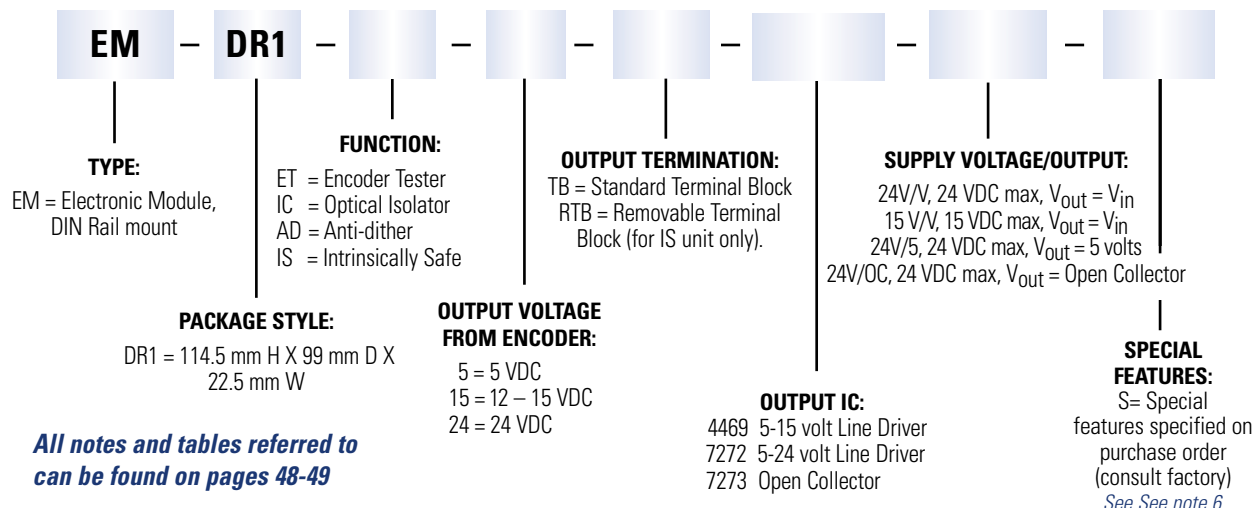 EM – DR1 – – – – – –
TYPE:
EM = Electronic Module,
DIN Rail mount
PACKAGE STYLE:
DR1 = 114.5 mm H X 99 mm D X
22.5 mm W
FUNCTION:
ET = Encoder Tester
IC = Optical Isolator
AD = Anti-dither
IS = Intrinsically Safe
OUTPUT VOLTAGE
FROM ENCODER:
5 = 5 VDC
15 = 12 – 15 VDC
24 = 24 VDC
OUTPUT TERMINATION:
TB = Standard Terminal Block
RTB = Removable Terminal
Block (for IS unit only).
OUTPUT IC:
4469 5-15 volt Line Driver
7272 5-24 volt Line Driver
7273 Open Collector
SUPPLY VOLTAGE/OUTPUT:
24V/V, 24 VDC max, Vout = Vin
15 V/V, 15 VDC max, Vout = Vin
24V/5, 24 VDC max, Vout = 5 volts
24V/OC, 24 VDC max, Vout = Open Collector
SPECIAL
FEATURES:
S= Special
features specified on
purchase order
(consult factory)
See See note 6
All notes and tables referred to
can be found on pages 48-49